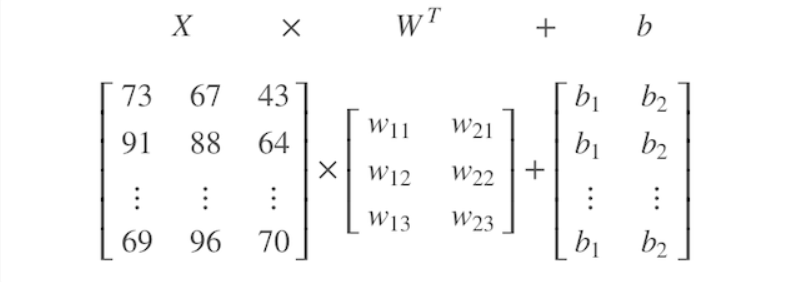 X × Wᵀ + b
73 67 43 b₁ b₂
w₁₁ w₂₁
91 88 64 b₁ b₂
× w₁₂ w₂₂ +
⋮ ⋮ ⋮ ⋮ ⋮
w₁₃ w₂₃
69 96 70 b₁ b₂